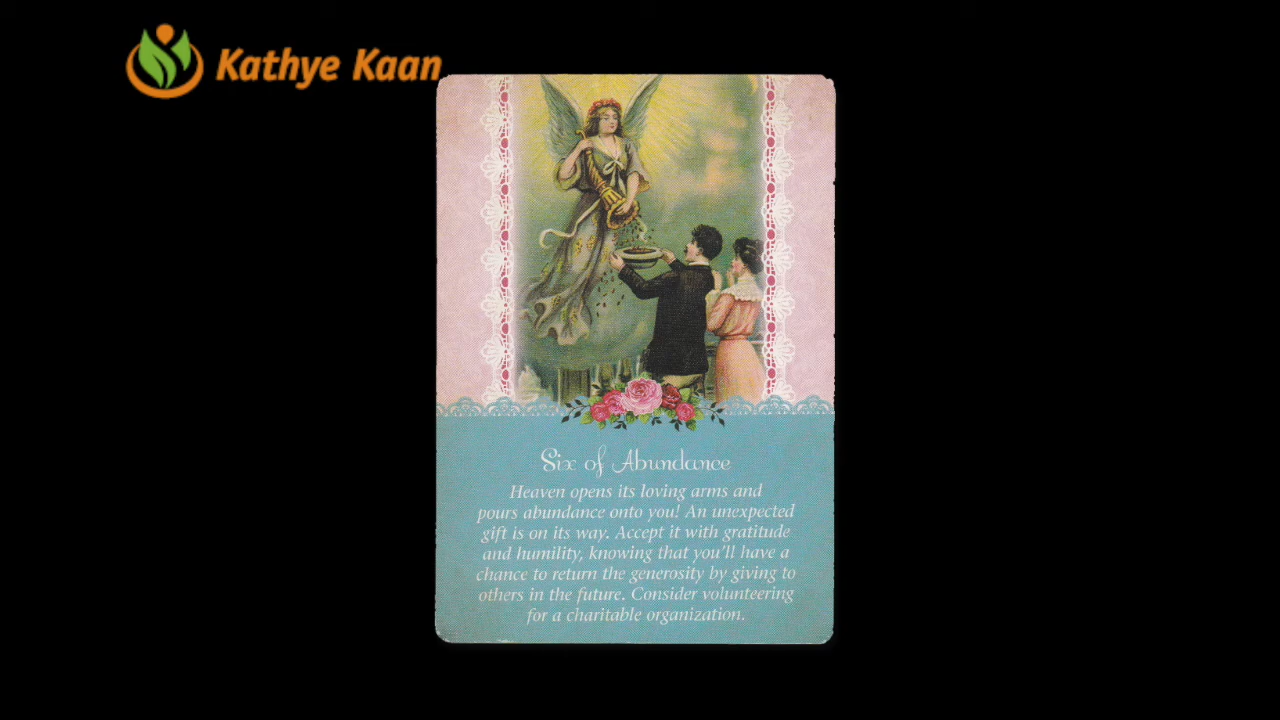 Kathye Kaan
Six of Abundance
Heaven opens its loving arms and
pours abundance onto you! An unexpected
gift is on its way. Accept it with gratitude
and humility, knowing that you'll have a
chance to return the generosity by giving to
others in the future. Consider volunteering
for a charitable organization.